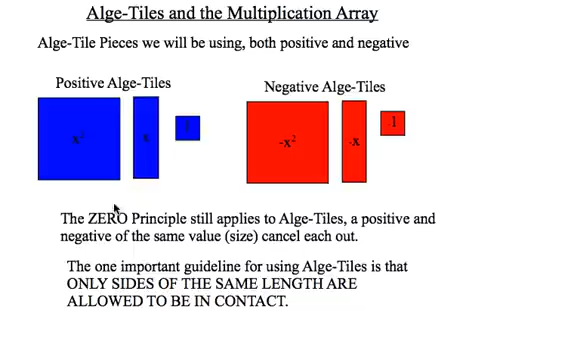 Alge-Tiles and the Multiplication Array
Alge-Tile Pieces we will be using, both positive and negative
Positive Alge-Tiles
Negative Alge-Tiles
x² x 1
-x² -x -1
The ZERO Principle still applies to Alge-Tiles, a positive and
negative of the same value (size) cancel each out.
The one important guideline for using Alge-Tiles is that
ONLY SIDES OF THE SAME LENGTH ARE
ALLOWED TO BE IN CONTACT.